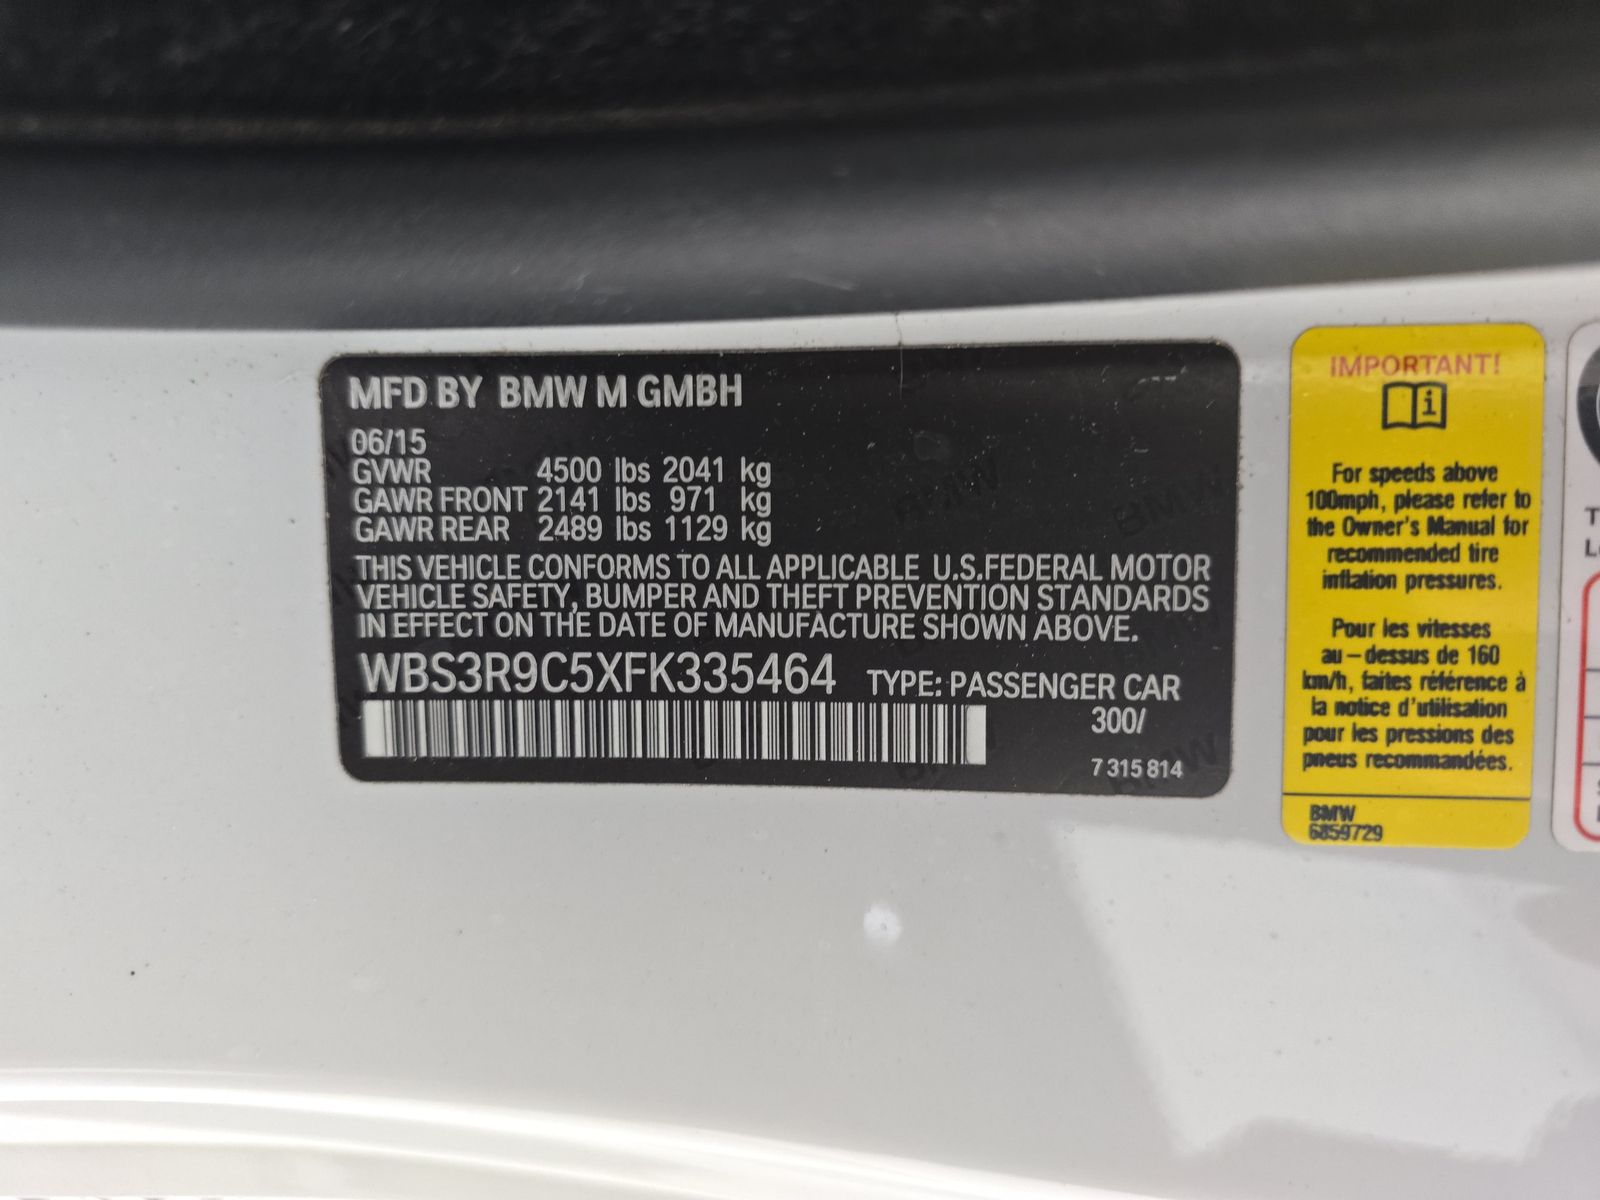 MFD BY BMW M GMBH
06/15
GVWR 4500 lbs 2041 kg
GAWR FRONT 2141 lbs 971 kg
GAWR REAR 2489 lbs 1129 kg
THIS VEHICLE CONFORMS TO ALL APPLICABLE U.S.FEDERAL MOTOR
VEHICLE SAFETY, BUMPER AND THEFT PREVENTION STANDARDS
IN EFFECT ON THE DATE OF MANUFACTURE SHOWN ABOVE.
WBS3R9C5XFK335464 TYPE: PASSENGER CAR
300/
7 315 814
IMPORTANT!
i
For speeds above
100mph, please refer to
the Owner's Manual for
recommended tire
inflation pressures.
Pour les vitesses
au-dessus de 160
km/h, faites référence à
la notice d'utilisation
pour les pressions des
pneus recommandées.
BMW
6859729